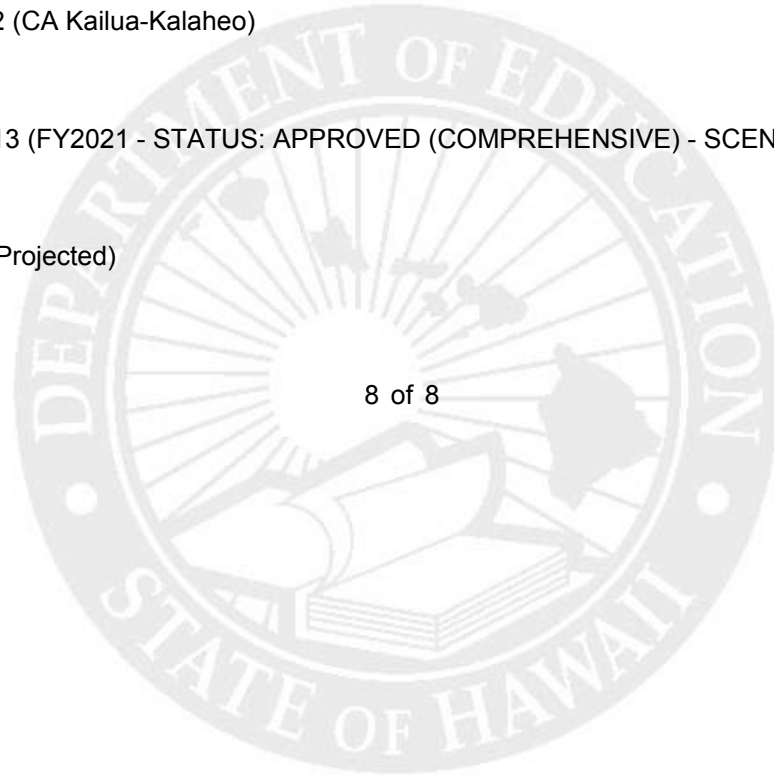 2 (CA Kailua-Kalaheo)
13 (FY2021 - STATUS: APPROVED (COMPREHENSIVE) - SCEN
Projected)
8 of 8
DEPARTMENT OF EDUCATION
STATE OF HAWAII